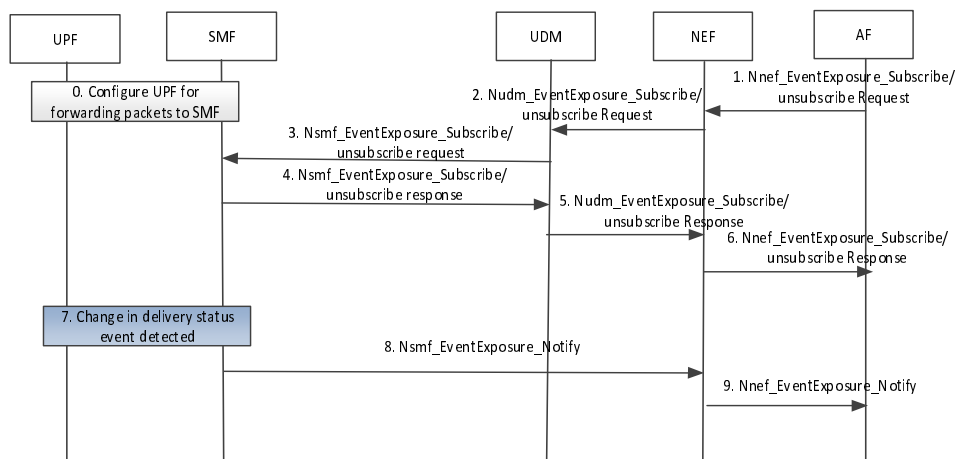 UPF
SMF
UDM
NEF
AF
0. Configure UPF for
forwarding packets to SMF
1. Nnef_EventExposure_Subscribe/
unsubscribe Request
2. Nudm_EventExposure_Subscribe/
unsubscribe Request
3. Nsmf_EventExposure_Subscribe/
unsubscribe request
4. Nsmf_EventExposure_Subscribe/
unsubscribe response
5. Nudm_EventExposure_Subscribe/
unsubscribe Response
6. Nnef_EventExposure_Subscribe/
unsubscribe Response
7. Change in delivery status
event detected
8. Nsmf_EventExposure_Notify
9. Nnef_EventExposure_Notify